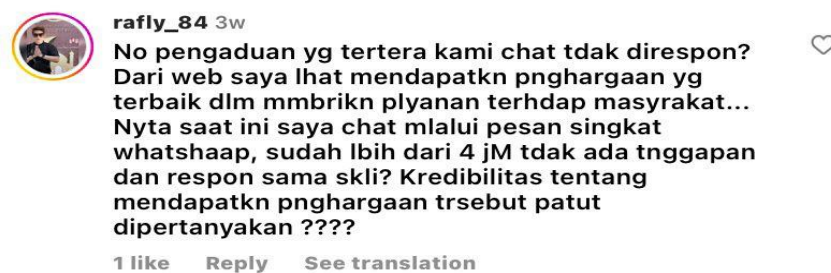 rafly_84 3w
No pengaduan yg tertera kami chat tdak direspon?
Dari web saya lhat mendapatkn pnghargaan yg
terbaik dlm mmbrikn plyanan terhdap masyrakat...
Nyta saat ini saya chat mlalui pesan singkat
whatshaap, sudah lbih dari 4 jM tdak ada tnggapan
dan respon sama skli? Kredibilitas tentang
mendapatkn pnghargaan trsebut patut
dipertanyakan ????
1 like Reply See translation